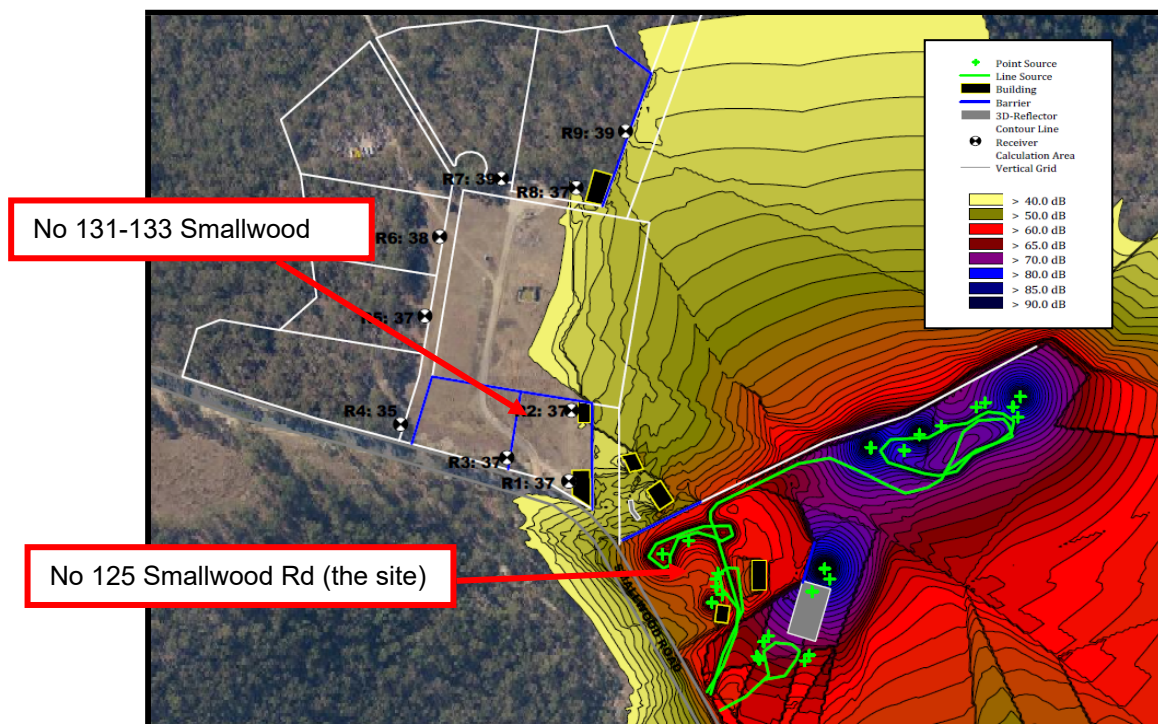 Point Source
Line Source
Building
Barrier
3D-Reflector
Contour Line
Receiver
Calculation Area
Vertical Grid
> 40.0 dB
> 50.0 dB
> 60.0 dB
> 65.0 dB
> 70.0 dB
> 80.0 dB
> 85.0 dB
> 90.0 dB
R9: 39
R7: 39
R8: 37
No 131-133 Smallwood
R6: 38
R5: 37
R4: 35
R2: 37
R3: 37
R1: 37
No 125 Smallwood Rd (the site)
SMALLWOOD ROAD